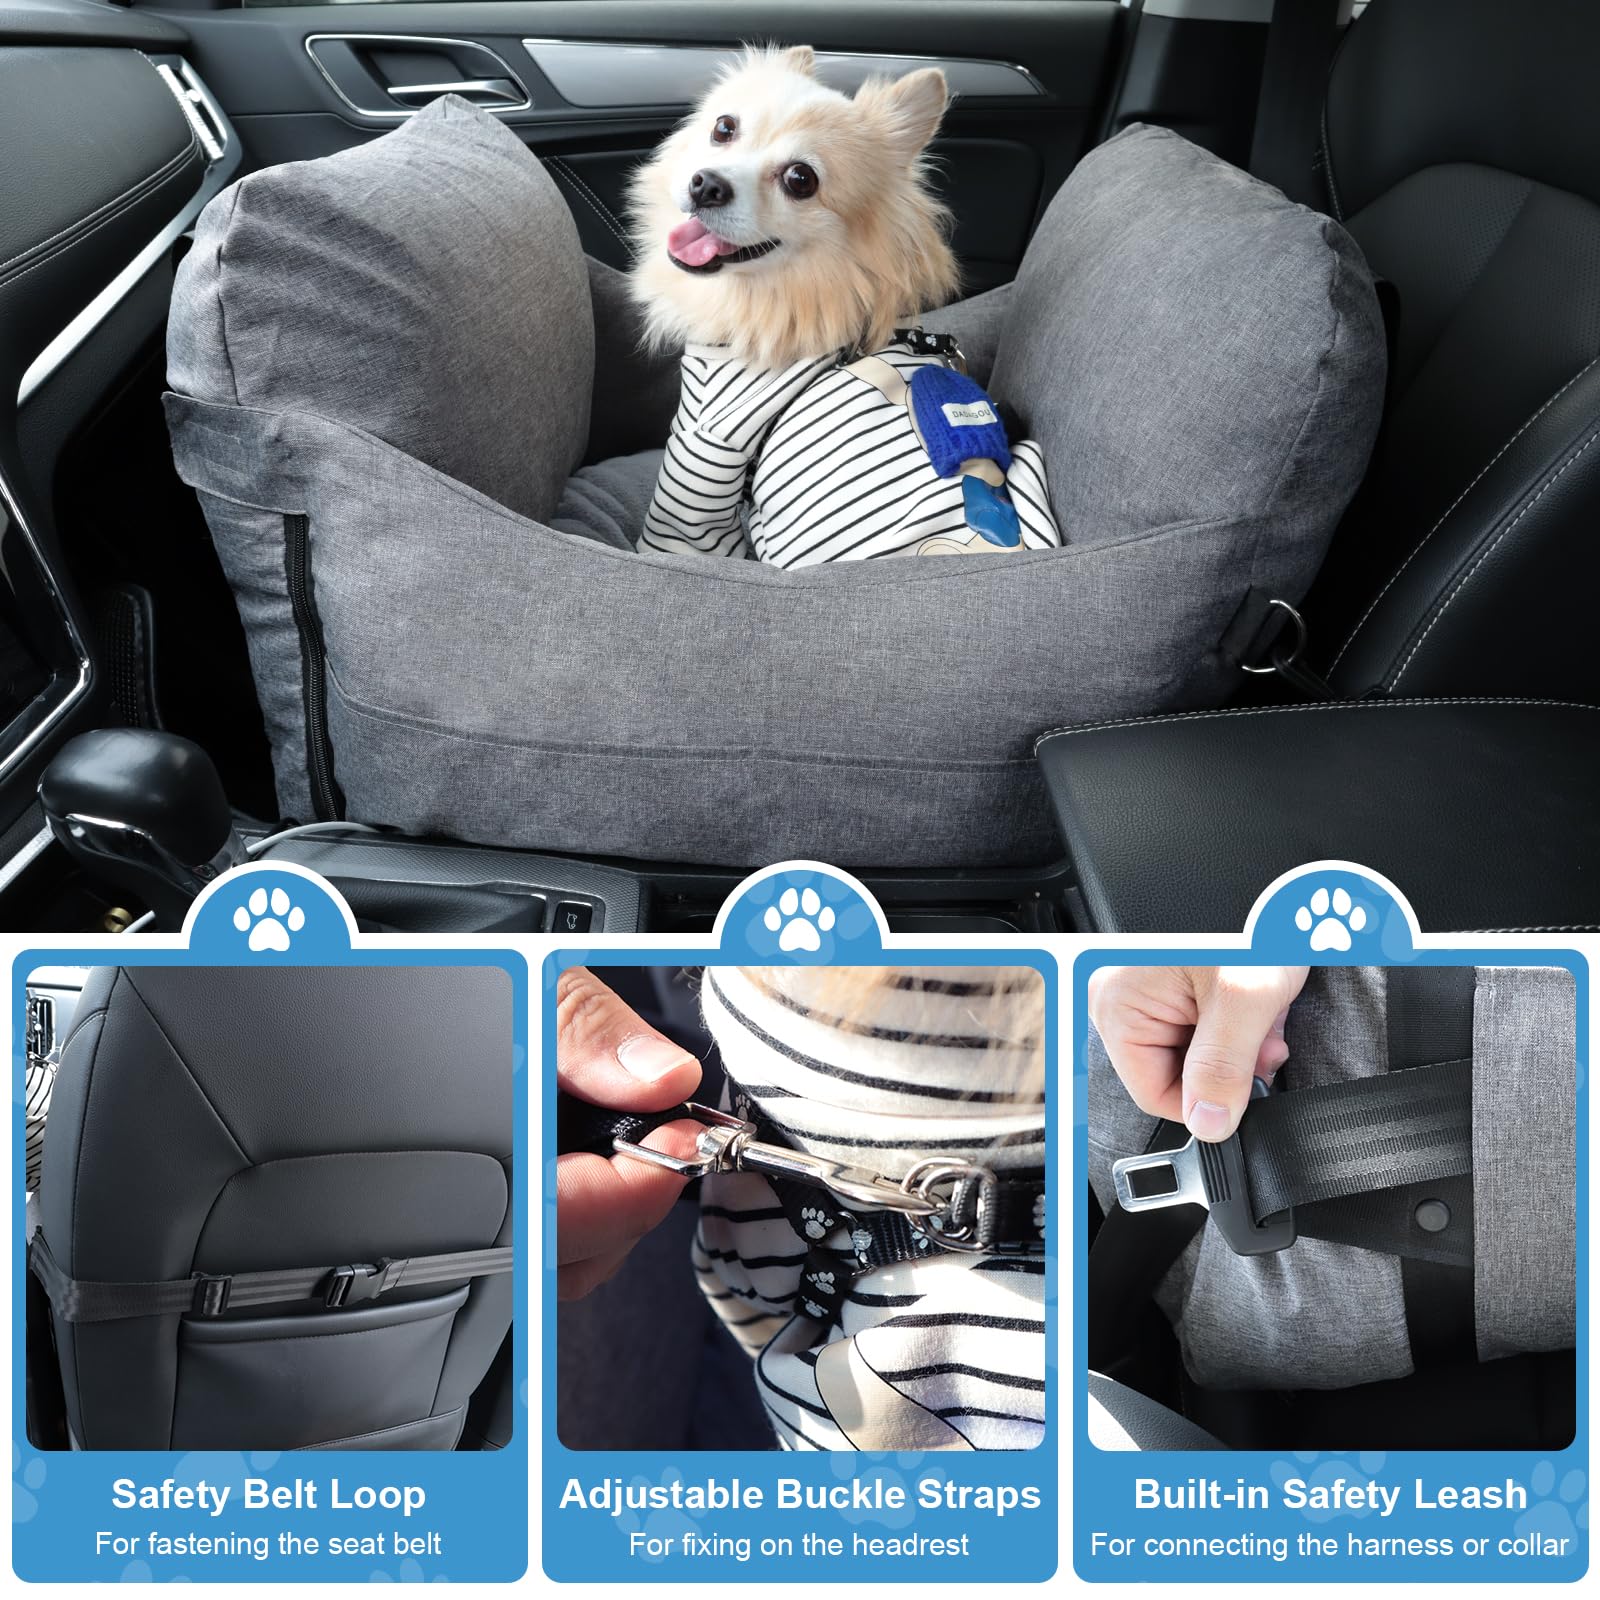 Safety Belt Loop
For fastening the seat belt
Adjustable Buckle Straps
For fixing on the headrest
Built-in Safety Leash
For connecting the harness or collar